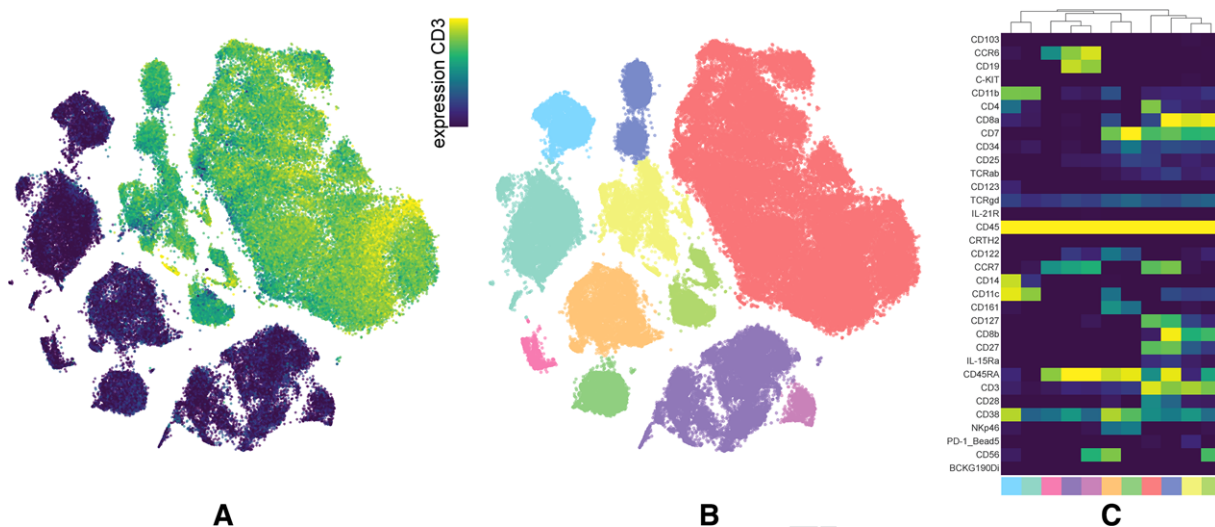 expression CD3
CD103
CCR6
CD19
C-KIT
CD11b
CD4
CD8a
CD7
CD34
CD25
TCRab
CD123
TCRgd
IL-21R
CD45
CRTH2
CD122
CCR7
CD14
CD11c
CD161
CD127
CD8b
CD27
IL-15Ra
CD45RA
CD3
CD28
CD38
NKp46
PD-1_Bead5
CD56
BCKG190Di
A
B
C